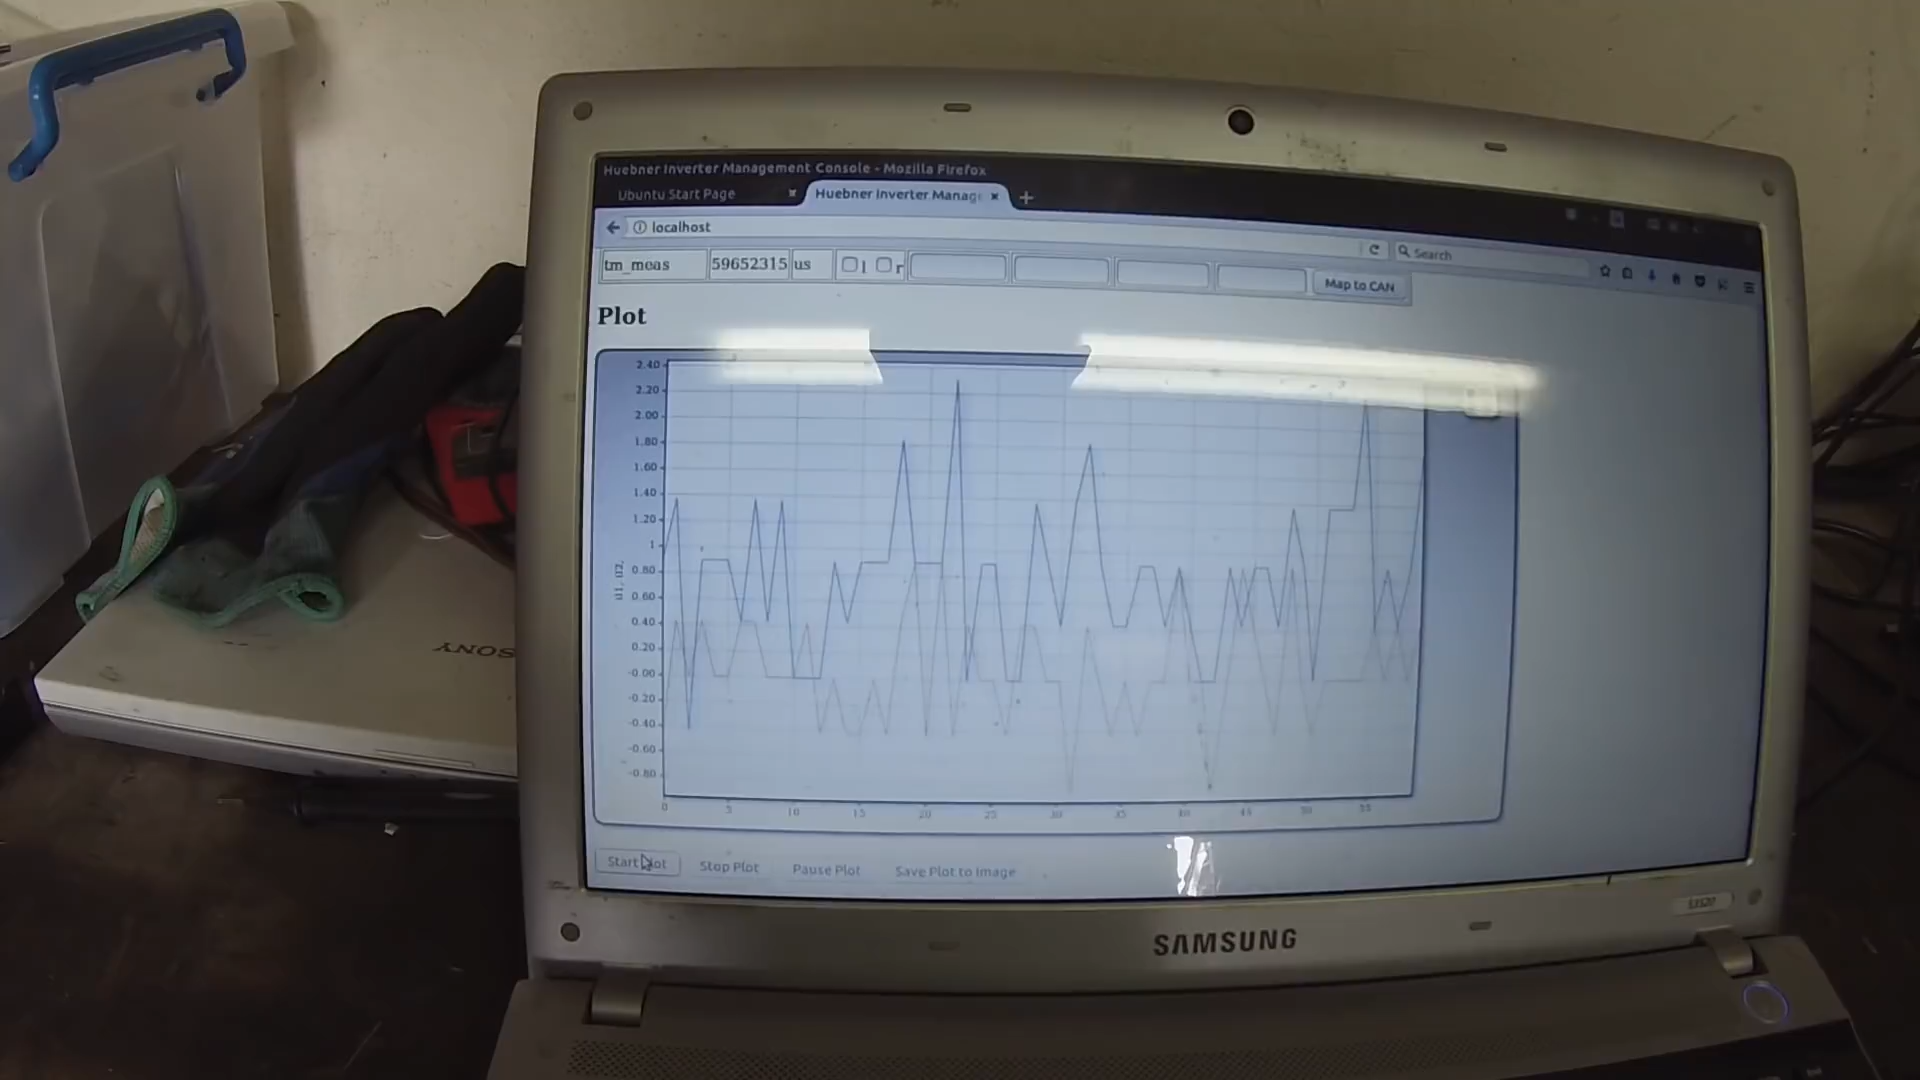 Huebner Inverter Management Console - Mozilla Firefox
Ubuntu Start Page
Huebner Inverter Manag
localhost
Search
tm_meas 59652315 us l r Map to CAN
Plot
2.40
2.20
2.00
1.80
1.60
1.40
1.20
1
0.80
0.60
0.40
0.20
-0.00
-0.20
-0.40
-0.60
-0.80
0 5 10 15 20 25 30 35 40 45 50 55
Start Plot Stop Plot Pause Plot Save Plot to image
SAMSUNG
SONY